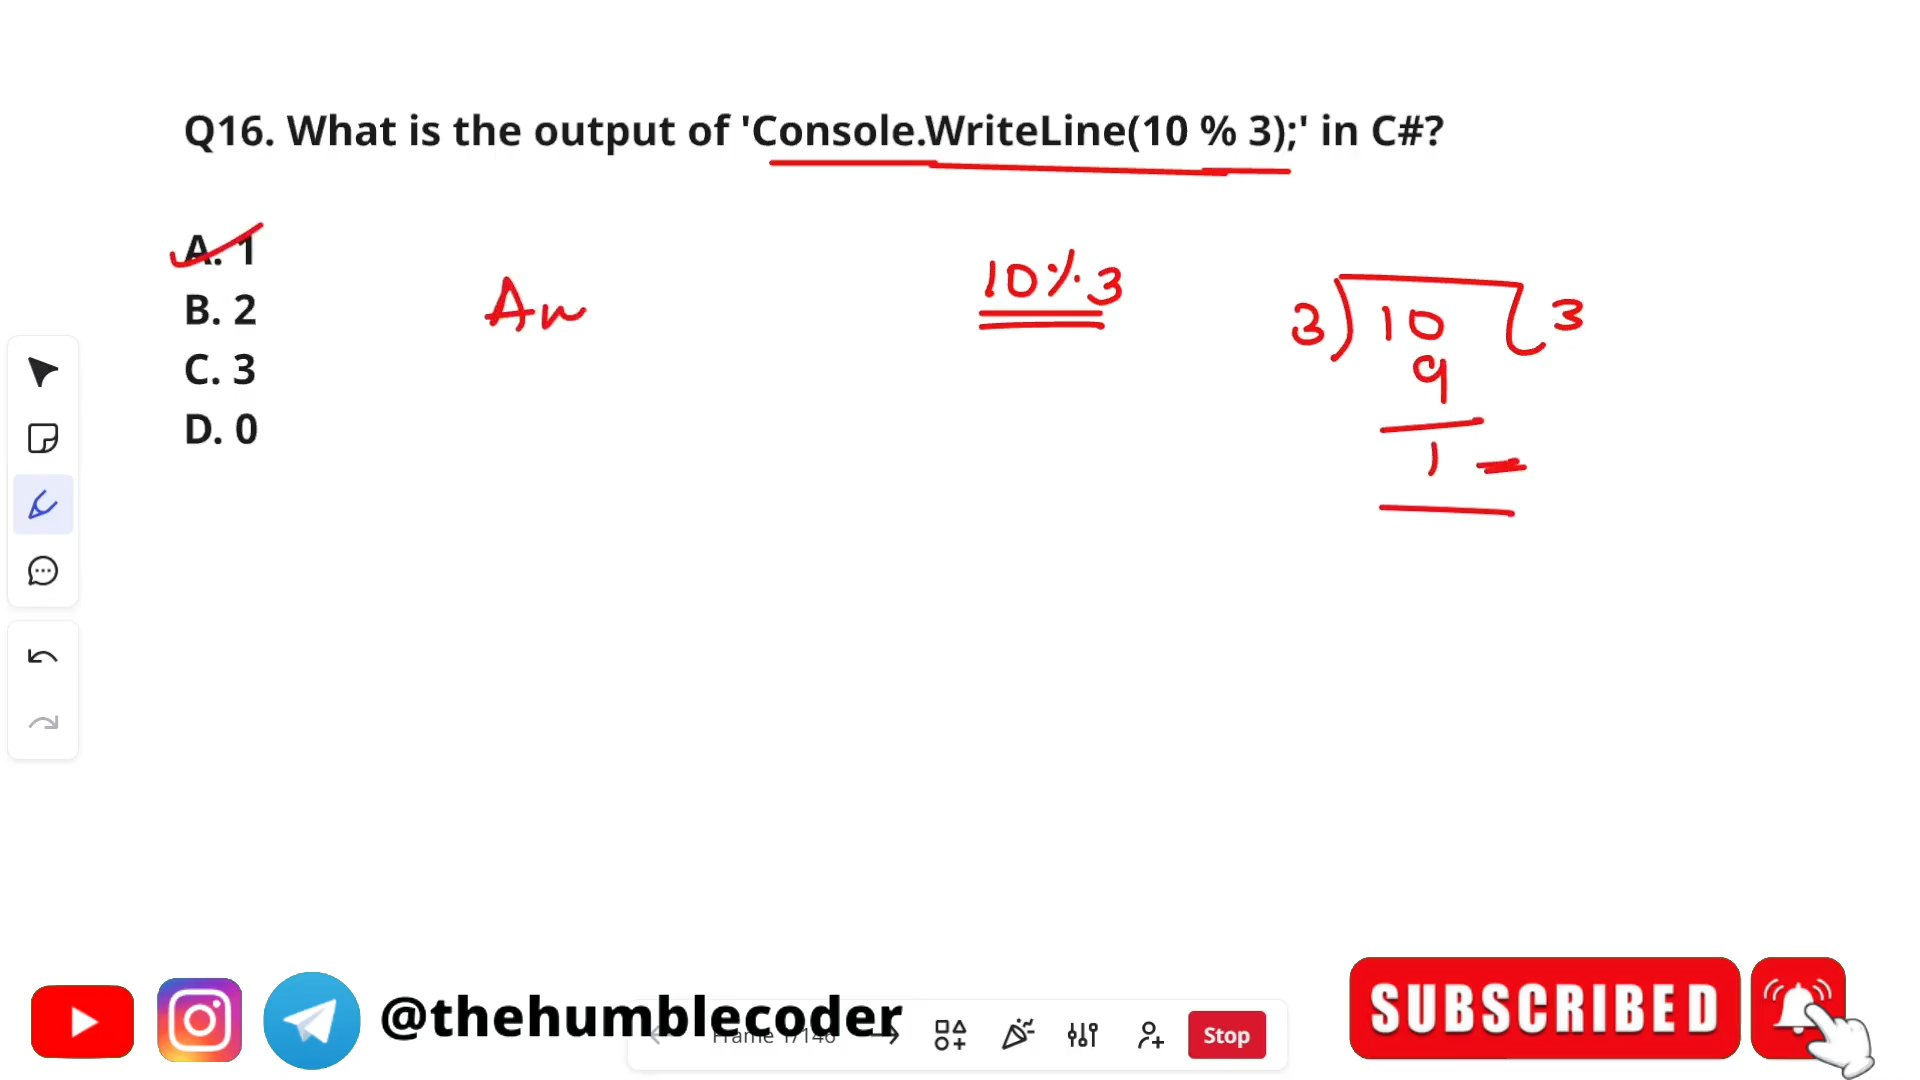 Q16. What is the output of 'Console.WriteLine(10 % 3);' in C#?
A. 1
B. 2
C. 3
D. 0
An
10%3
3) 10 (3
9
1
@thehumblecoder
Stop
SUBSCRIBED